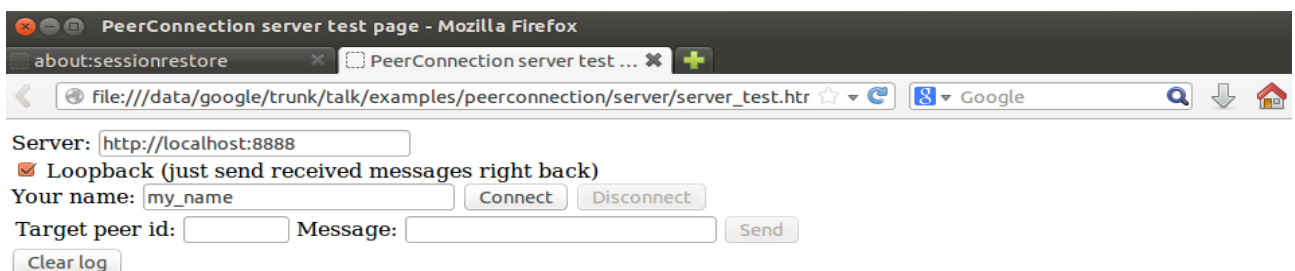 PeerConnection server test page - Mozilla Firefox
about:sessionrestore PeerConnection server test ...
file:///data/google/trunk/talk/examples/peerconnection/server/server_test.htr 8 Google
Server: http://localhost:8888
Loopback (just send received messages right back)
Your name: my_name Connect Disconnect
Target peer id: Message: Send
Clear log